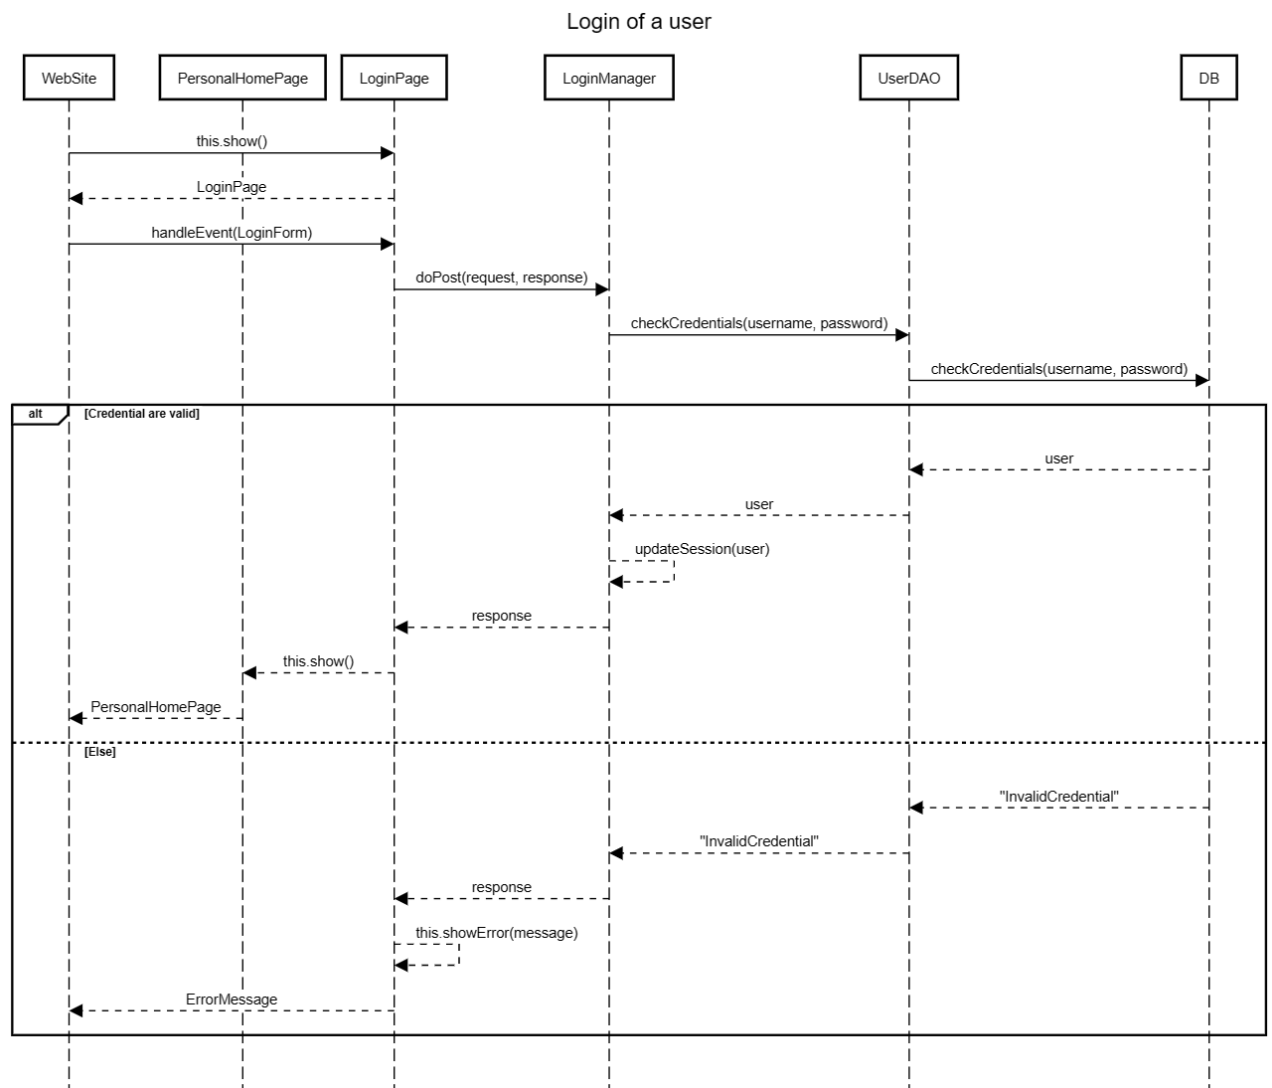 Login of a user
WebSite
PersonalHomePage
LoginPage
LoginManager
UserDAO
DB
this.show()
LoginPage
handleEvent(LoginForm)
doPost(request, response)
checkCredentials(username, password)
checkCredentials(username, password)
alt
[Credential are valid]
user
user
updateSession(user)
response
this.show()
PersonalHomePage
[Else]
"InvalidCredential"
"InvalidCredential"
response
this.showError(message)
ErrorMessage